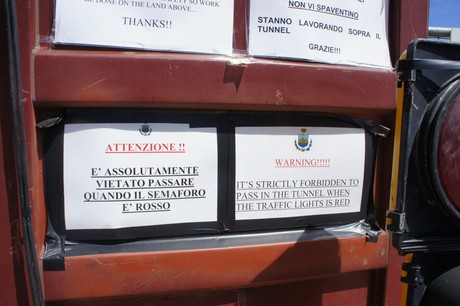 BE DONE ON THE LAND ABOVE...
THANKS!!
NON VI SPAVENTINO
STANNO LAVORANDO SOPRA IL
TUNNEL
GRAZIE!!!
ATTENZIONE !!
E' ASSOLUTAMENTE
VIETATO PASSARE
QUANDO IL SEMAFORO
E' ROSSO
WARNING!!!!!
IT'S STRICTLY FORBIDDEN TO
PASS IN THE TUNNEL WHEN
THE TRAFFIC LIGHTS IS RED